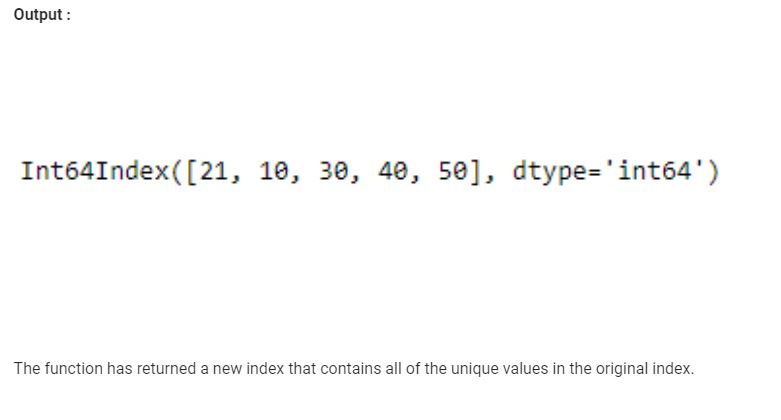 Output :
Int64Index([21, 10, 30, 40, 50], dtype='int64')
The function has returned a new index that contains all of the unique values in the original index.